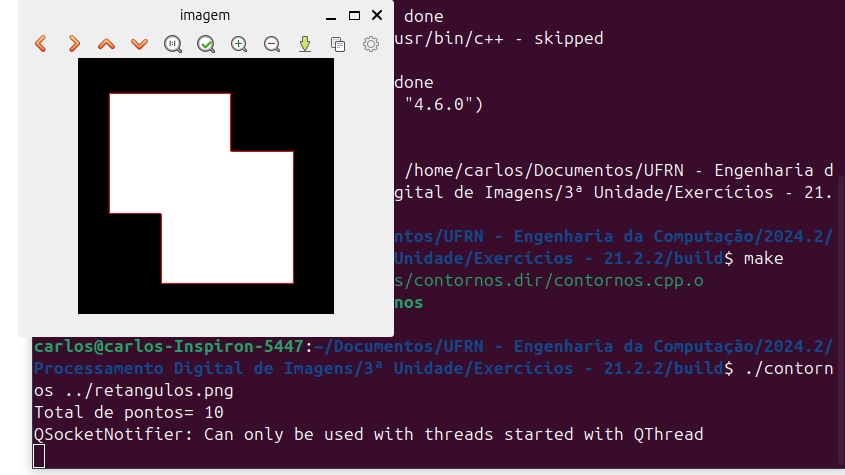 imagem
done
usr/bin/c++ - skipped
done
"4.6.0")
/home/carlos/Documentos/UFRN - Engenharia d
gital de Imagens/3ª Unidade/Exercícios - 21.
ntos/UFRN - Engenharia da Computação/2024.2/
Unidade/Exercícios - 21.2.2/build$ make
s/contornos.dir/contornos.cpp.o
nos
carlos@carlos-Inspiron-5447:~/Documentos/UFRN - Engenharia da Computação/2024.2/
Processamento Digital de Imagens/3ª Unidade/Exercícios - 21.2.2/build$ ./contorn
os ../retangulos.png
Total de pontos= 10
QSocketNotifier: Can only be used with threads started with QThread